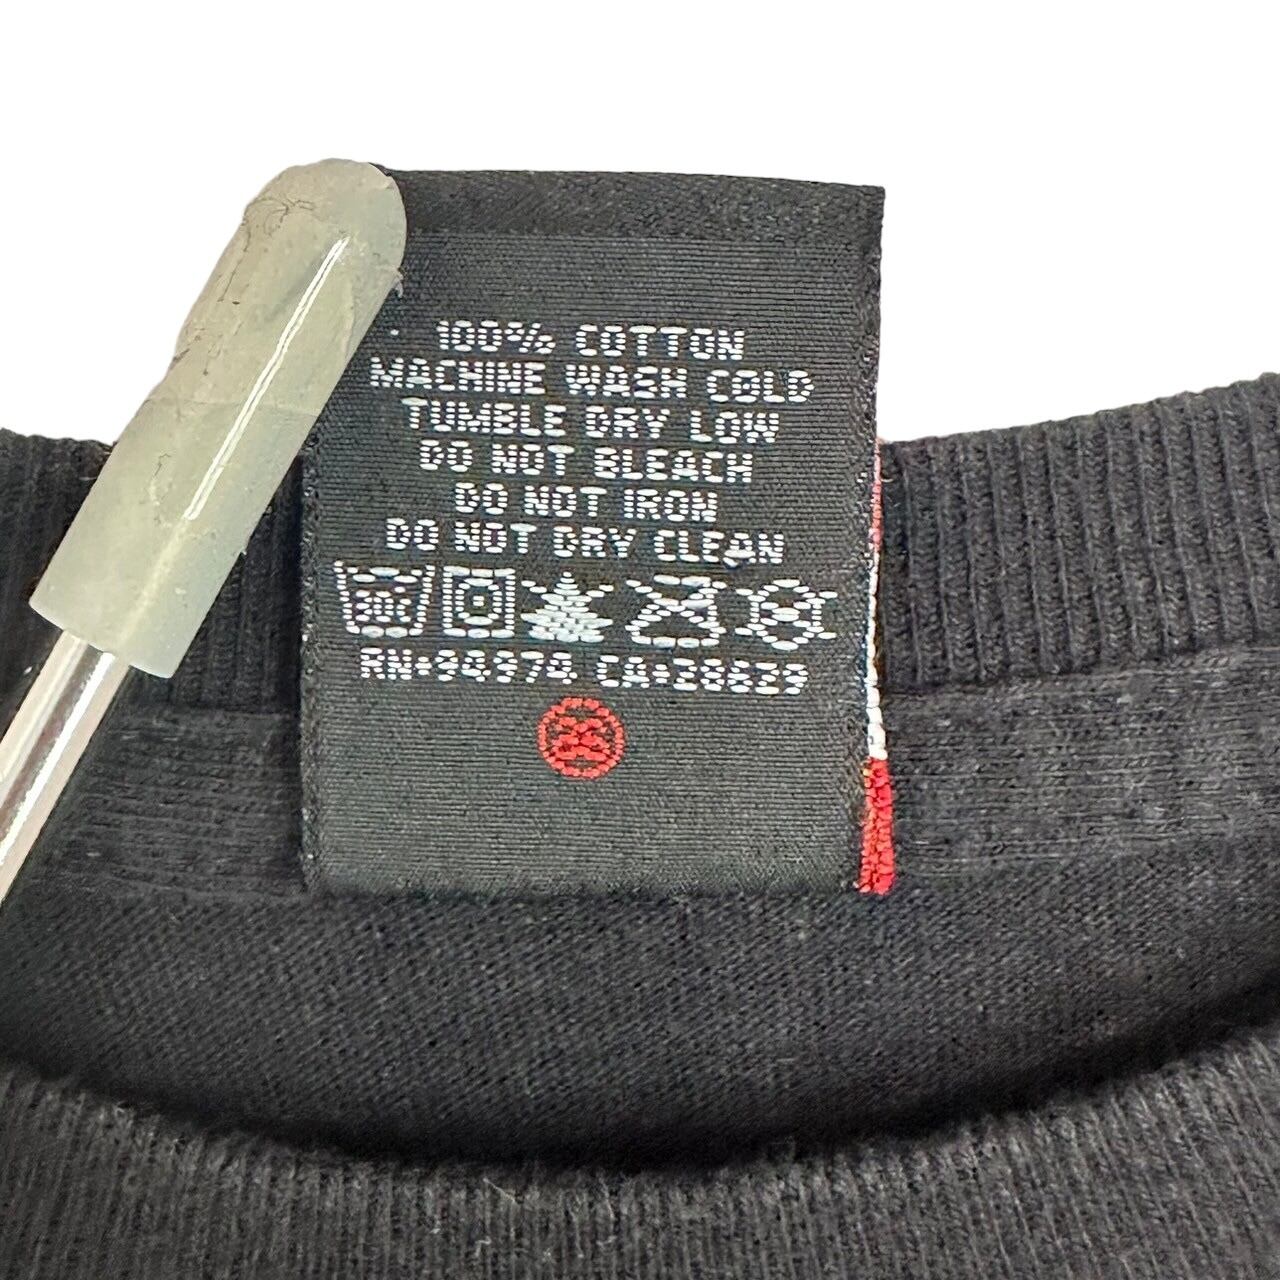 100% COTTON
MACHINE WASH COLD
TUMBLE DRY LOW
DO NOT BLEACH
DO NOT IRON
DO NOT DRY CLEAN
30c
RN:94974 CA:28629